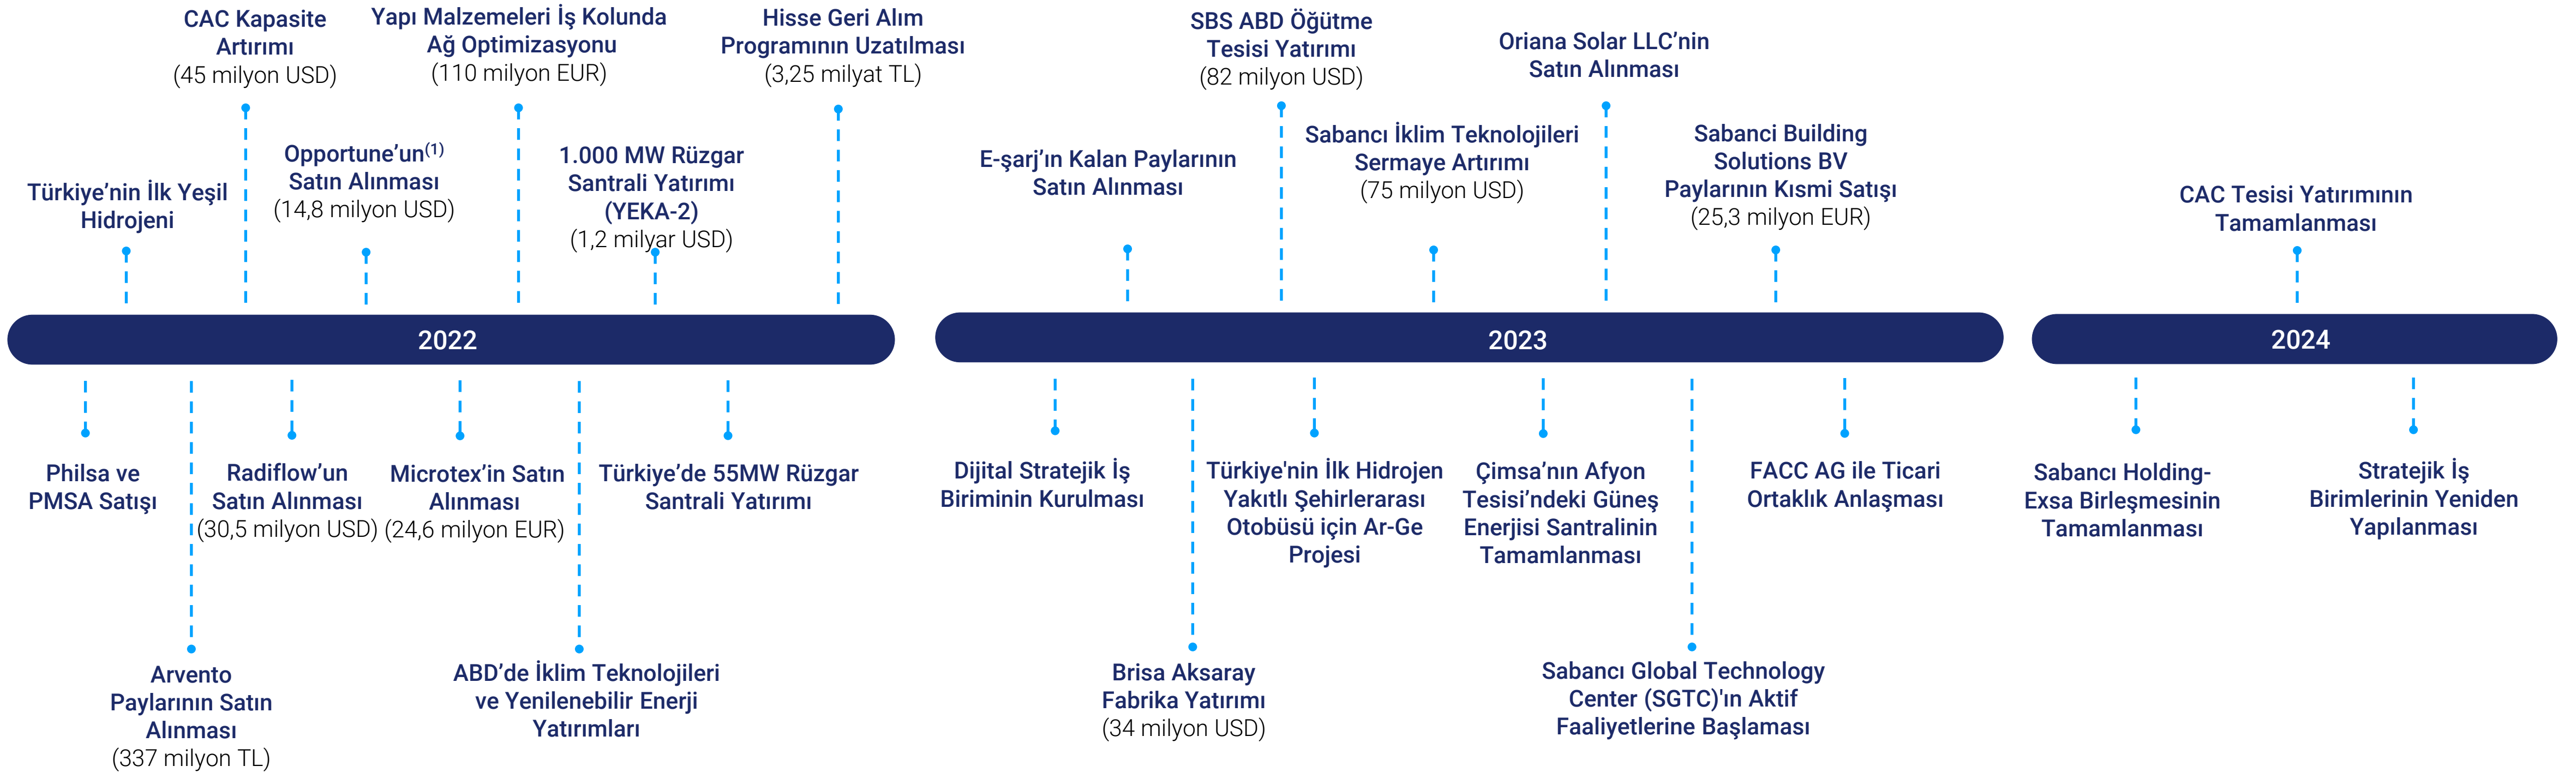 CAC Kapasite
Artırımı
(45 milyon USD)
Yapı Malzemeleri İş Kolunda
Ağ Optimizasyonu
(110 milyon EUR)
Hisse Geri Alım
Programının Uzatılması
(3,25 milyat TL)
Türkiye’nin İlk Yeşil
Hidrojeni
Opportune’un(1)
Satın Alınması
(14,8 milyon USD)
1.000 MW Rüzgar
Santrali Yatırımı
(YEKA-2)
(1,2 milyar USD)
2022
Philsa ve
PMSA Satışı
Radiflow’un
Satın Alınması
(30,5 milyon USD)
Microtex’in Satın
Alınması
(24,6 milyon EUR)
Türkiye’de 55MW Rüzgar
Santrali Yatırımı
Arvento
Paylarının Satın
Alınması
(337 milyon TL)
ABD’de İklim Teknolojileri
ve Yenilenebilir Enerji
Yatırımları
SBS ABD Öğütme
Tesisi Yatırımı
(82 milyon USD)
Oriana Solar LLC’nin
Satın Alınması
E-şarj’ın Kalan Paylarının
Satın Alınması
Sabancı İklim Teknolojileri
Sermaye Artırımı
(75 milyon USD)
Sabanci Building
Solutions BV
Paylarının Kısmi Satışı
(25,3 milyon EUR)
2023
Dijital Stratejik İş
Biriminin Kurulması
Türkiye'nin İlk Hidrojen
Yakıtlı Şehirlerarası
Otobüsü için Ar-Ge
Projesi
Çimsa’nın Afyon
Tesisi’ndeki Güneş
Enerjisi Santralinin
Tamamlanması
FACC AG ile Ticari
Ortaklık Anlaşması
Brisa Aksaray
Fabrika Yatırımı
(34 milyon USD)
Sabancı Global Technology
Center (SGTC)'ın Aktif
Faaliyetlerine Başlaması
CAC Tesisi Yatırımının
Tamamlanması
2024
Sabancı Holding-
Exsa Birleşmesinin
Tamamlanması
Stratejik İş
Birimlerinin Yeniden
Yapılanması